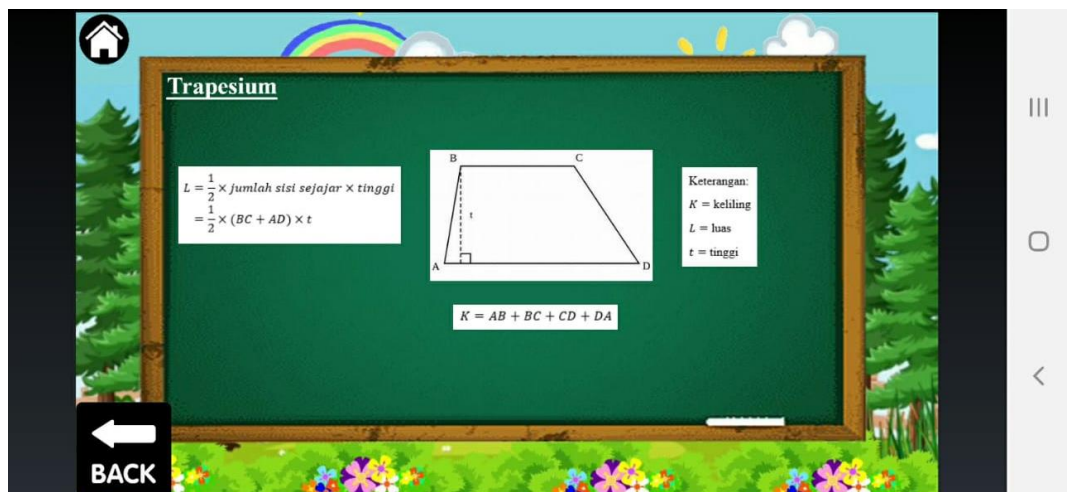 Trapesium
L = 1/2 × jumlah sisi sejajar × tinggi
= 1/2 × (BC + AD) × t
B C
t
A D
Keterangan:
K = keliling
L = luas
t = tinggi
K = AB + BC + CD + DA
BACK